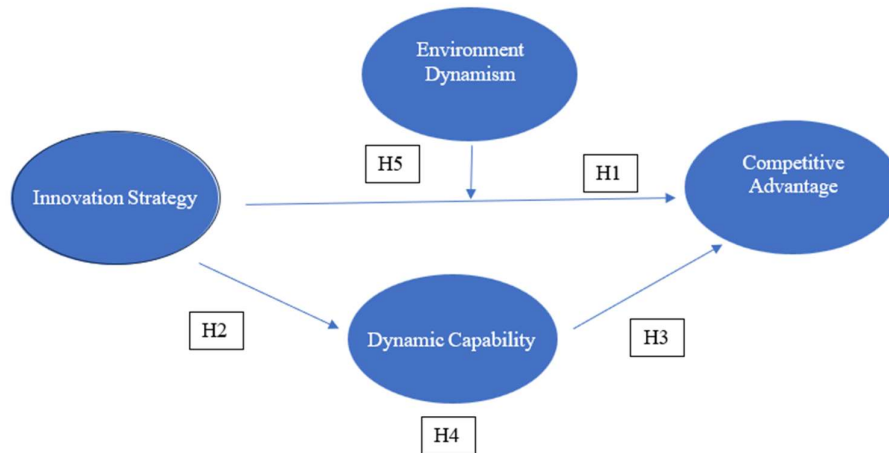 Environment
Dynamism
H5
H1
Competitive
Advantage
Innovation Strategy
H2
Dynamic Capability
H3
H4